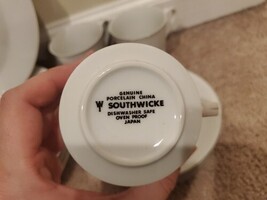 GENUINE
PORCELAIN CHINA
SOUTHWICKE
DISHWASHER SAFE
OVEN PROOF
JAPAN